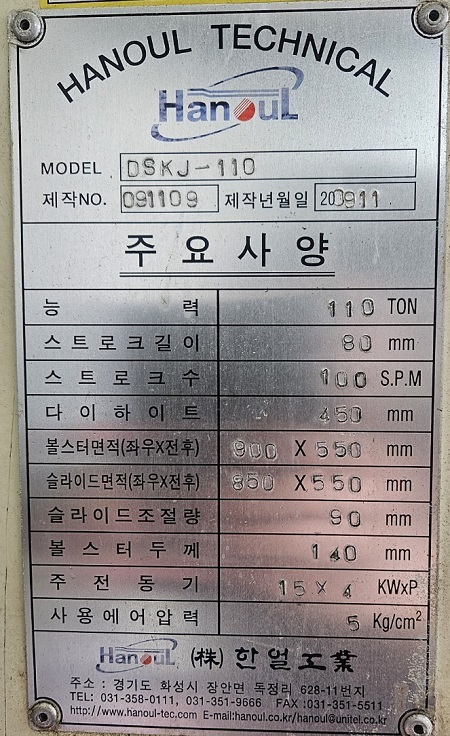 HANOUL TECHNICAL
HanouL
MODEL DSKJ-110
제작NO. 091109 제작년월일 200911
주요사양
능력 110 TON
스트로크길이 80 mm
스트로크수 100 S.P.M
다이하이트 450 mm
볼스터면적(좌우X전후) 900 X 550 mm
슬라이드면적(좌우X전후) 850 X 550 mm
슬라이드조절량 90 mm
볼스터두께 140 mm
주전동기 15 X 4 KWxP
사용에어압력 5 Kg/cm²
HanouL (株) 한얼工業
주소 : 경기도 화성시 장안면 독정리 628-11번지
TEL: 031-358-0111, 031-351-9666 FAX :031-351-5511
http://www.hanoul-tec.com E-mail:hanoul.co.kr/hanoul@unitel.co.kr